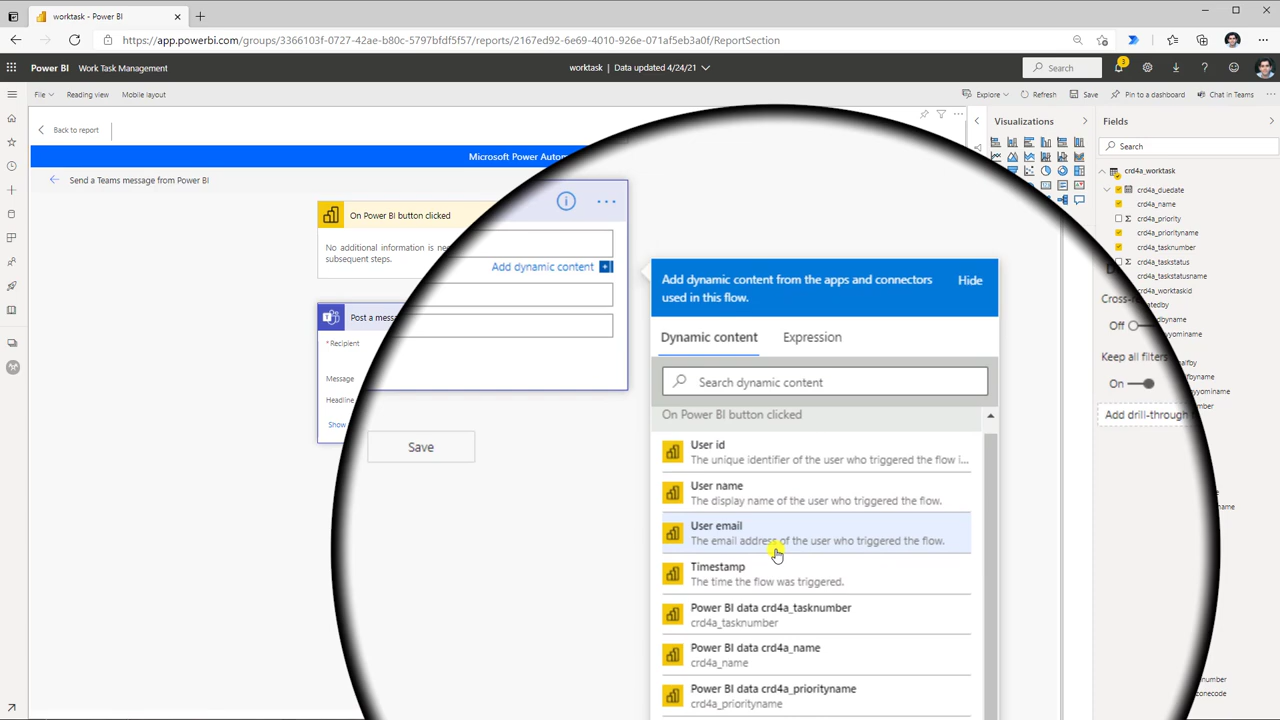 worktask - Power BI
https://app.powerbi.com/groups/3366103f-0727-42ae-b80c-5797bfdf5f57/reports/2167ed92-6e69-4010-926e-071af5eb3a0f/ReportSection
Power BI Work Task Management
worktask | Data updated 4/24/21
Search
3
File Reading view Mobile layout
Explore Refresh Save Pin to a dashboard Chat in Teams
Back to report
Microsoft Power Autom
Send a Teams message from Power BI
On Power BI button clicked
No additional information is ne
subsequent steps.
Add dynamic content
Post a messa
*Recipient
Message
Headline
Show
Save
Add dynamic content from the apps and connectors
used in this flow.
Hide
Dynamic content Expression
Search dynamic content
On Power BI button clicked
User id
The unique identifier of the user who triggered the flow i...
User name
The display name of the user who triggered the flow.
User email
The email address of the user who triggered the flow.
Timestamp
The time the flow was triggered.
Power BI data crd4a_tasknumber
crd4a_tasknumber
Power BI data crd4a_name
crd4a_name
Power BI data crd4a_priorityname
crd4a_priorityname
Visualizations
Cross-re
Off
Keep all filters
On
Add drill-through
Fields
Search
crd4a_worktask
crd4a_duedate
crd4a_name
crd4a_priority
crd4a_priorityname
crd4a_tasknumber
crd4a_taskstatus
crd4a_taskstatusname
crd4a_worktaskid